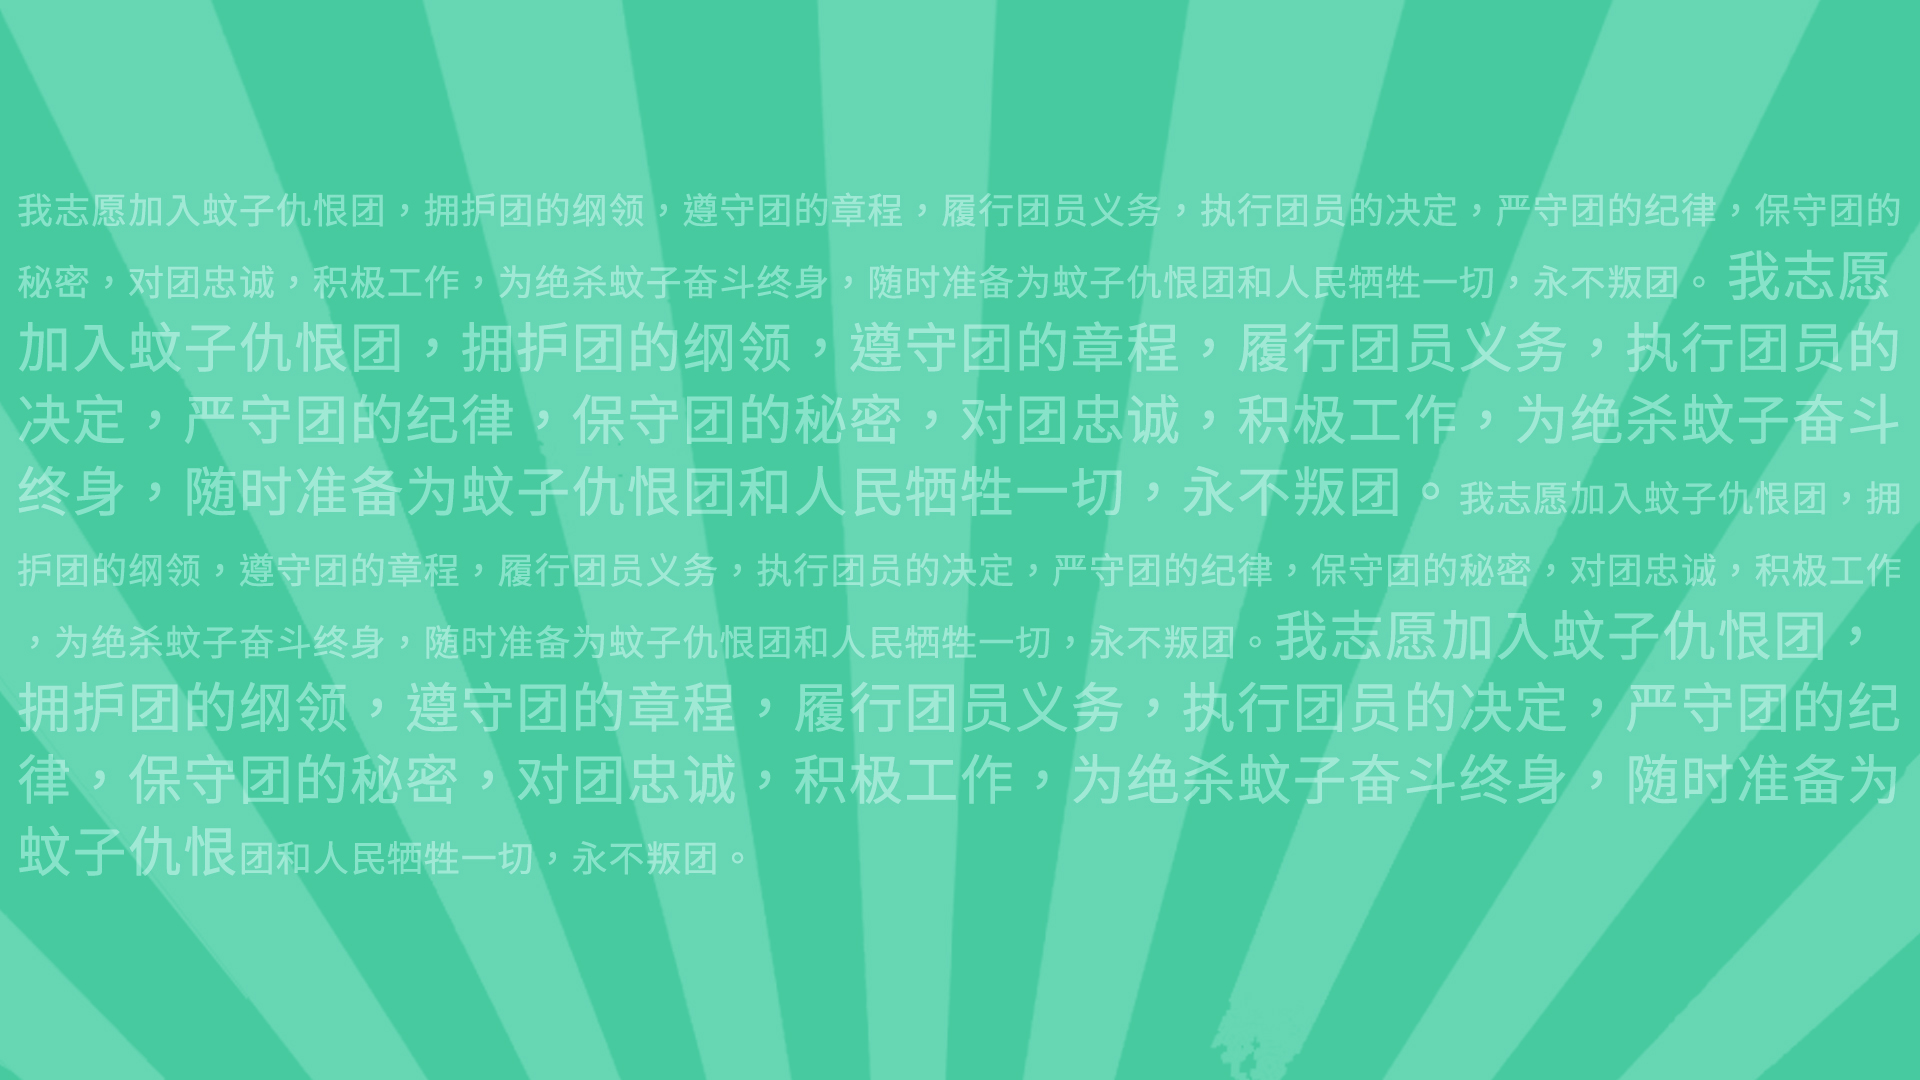 我志愿加入蚊子仇恨团，拥护团的纲领，遵守团的章程，履行团员义务，执行团员的决定，严守团的纪律，保守团的
秘密，对团忠诚，积极工作，为绝杀蚊子奋斗终身，随时准备为蚊子仇恨团和人民牺牲一切，永不叛团。我志愿
加入蚊子仇恨团，拥护团的纲领，遵守团的章程，履行团员义务，执行团员的
决定，严守团的纪律，保守团的秘密，对团忠诚，积极工作，为绝杀蚊子奋斗
终身，随时准备为蚊子仇恨团和人民牺牲一切，永不叛团。我志愿加入蚊子仇恨团，拥
护团的纲领，遵守团的章程，履行团员义务，执行团员的决定，严守团的纪律，保守团的秘密，对团忠诚，积极工作
，为绝杀蚊子奋斗终身，随时准备为蚊子仇恨团和人民牺牲一切，永不叛团。我志愿加入蚊子仇恨团，
拥护团的纲领，遵守团的章程，履行团员义务，执行团员的决定，严守团的纪
律，保守团的秘密，对团忠诚，积极工作，为绝杀蚊子奋斗终身，随时准备为
蚊子仇恨团和人民牺牲一切，永不叛团。